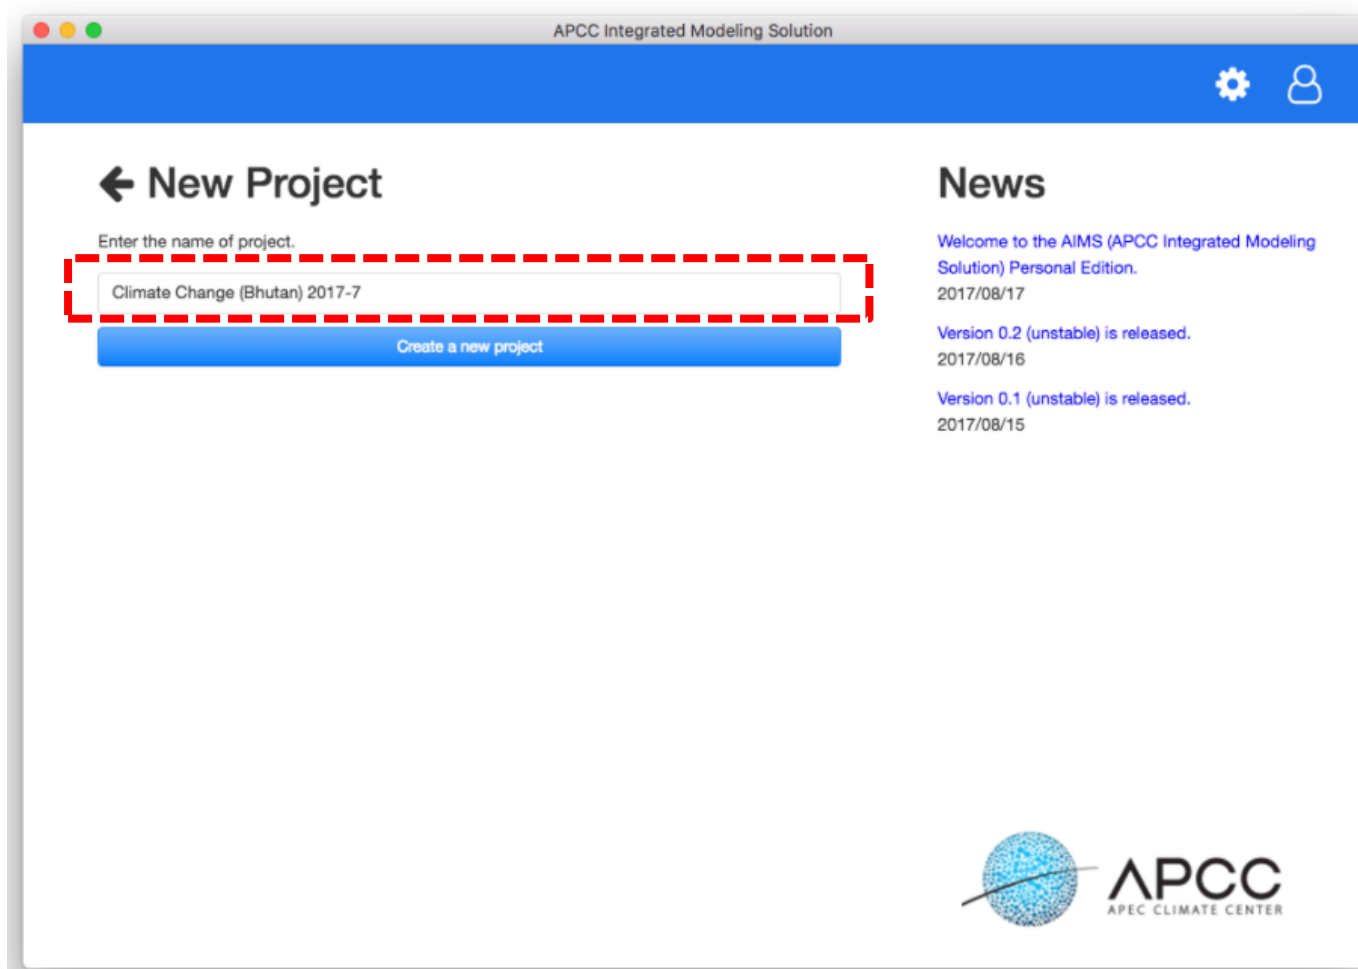 APCC Integrated Modeling Solution
New Project
Enter the name of project.
Climate Change (Bhutan) 2017-7
Create a new project
News
Welcome to the AIMS (APCC Integrated Modeling
Solution) Personal Edition.
2017/08/17
Version 0.2 (unstable) is released.
2017/08/16
Version 0.1 (unstable) is released.
2017/08/15
APCC
APEC CLIMATE CENTER